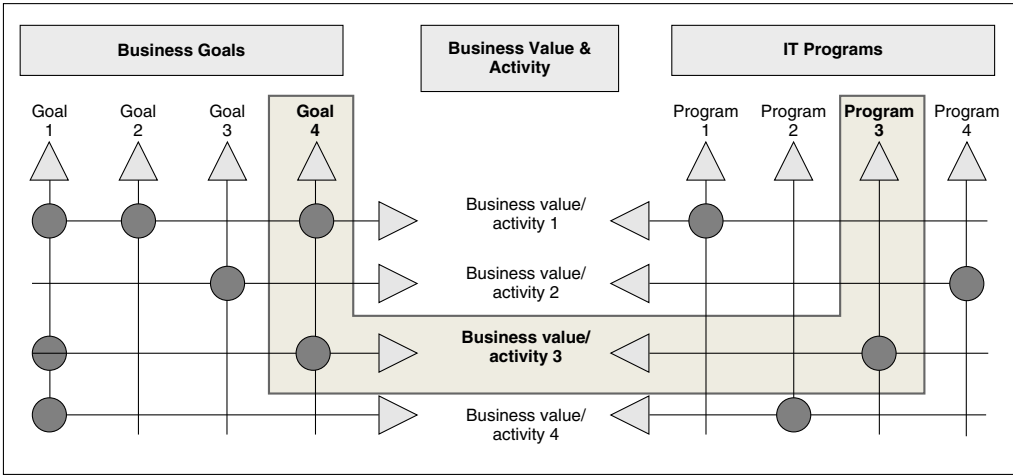 Business Goals
Business Value &
Activity
IT Programs
Goal
1
Goal
2
Goal
3
Goal
4
Program
1
Program
2
Program
3
Program
4
Business value/
activity 1
Business value/
activity 2
Business value/
activity 3
Business value/
activity 4